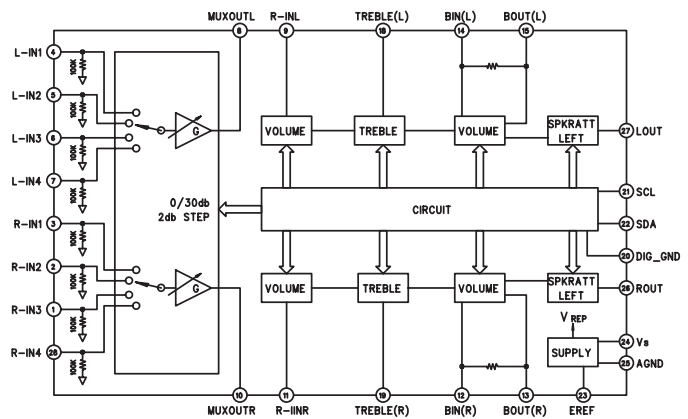 MUXOUTL R-INL TREBLE(L) BIN(L) BOUT(L)
8 9 18 14 15
L-IN1 4
100K
L-IN2 5
100K
L-IN3 6
100K
L-IN4 7
100K
G
VOLUME TREBLE VOLUME SPKRATT LEFT 27 LOUT
0/30db
2db STEP
CIRCUIT
21 SCL
22 SDA
20 DIG_GND
R-IN1 3
100K
R-IN2 2
100K
R-IN3 1
100K
R-IN4 28
100K
G
VOLUME TREBLE VOLUME SPKRATT LEFT 26 ROUT
VREP
SUPPLY
24 Vs
25 AGND
10 11 19 12 13 23
MUXOUTR R-IINR TREBLE(R) BIN(R) BOUT(R) EREF